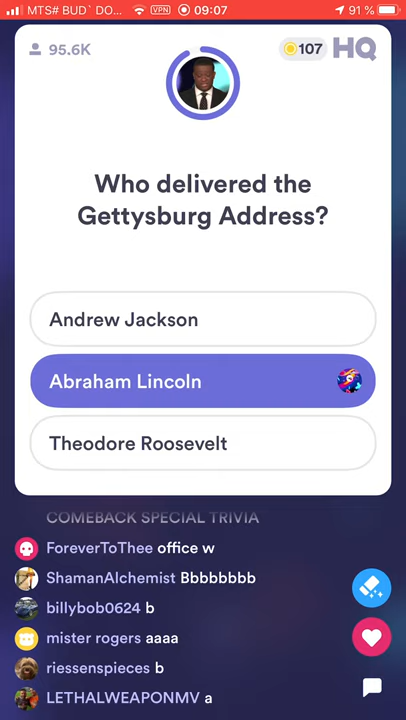 MTS# BUD` DO... VPN 09:07 91 %
95.6K
107 HQ
Who delivered the
Gettysburg Address?
Andrew Jackson
Abraham Lincoln
Theodore Roosevelt
COMEBACK SPECIAL TRIVIA
ForeverToThee office w
ShamanAlchemist Bbbbbbbb
billybob0624 b
mister rogers aaaa
riessenspieces b
LETHALWEAPONMV a